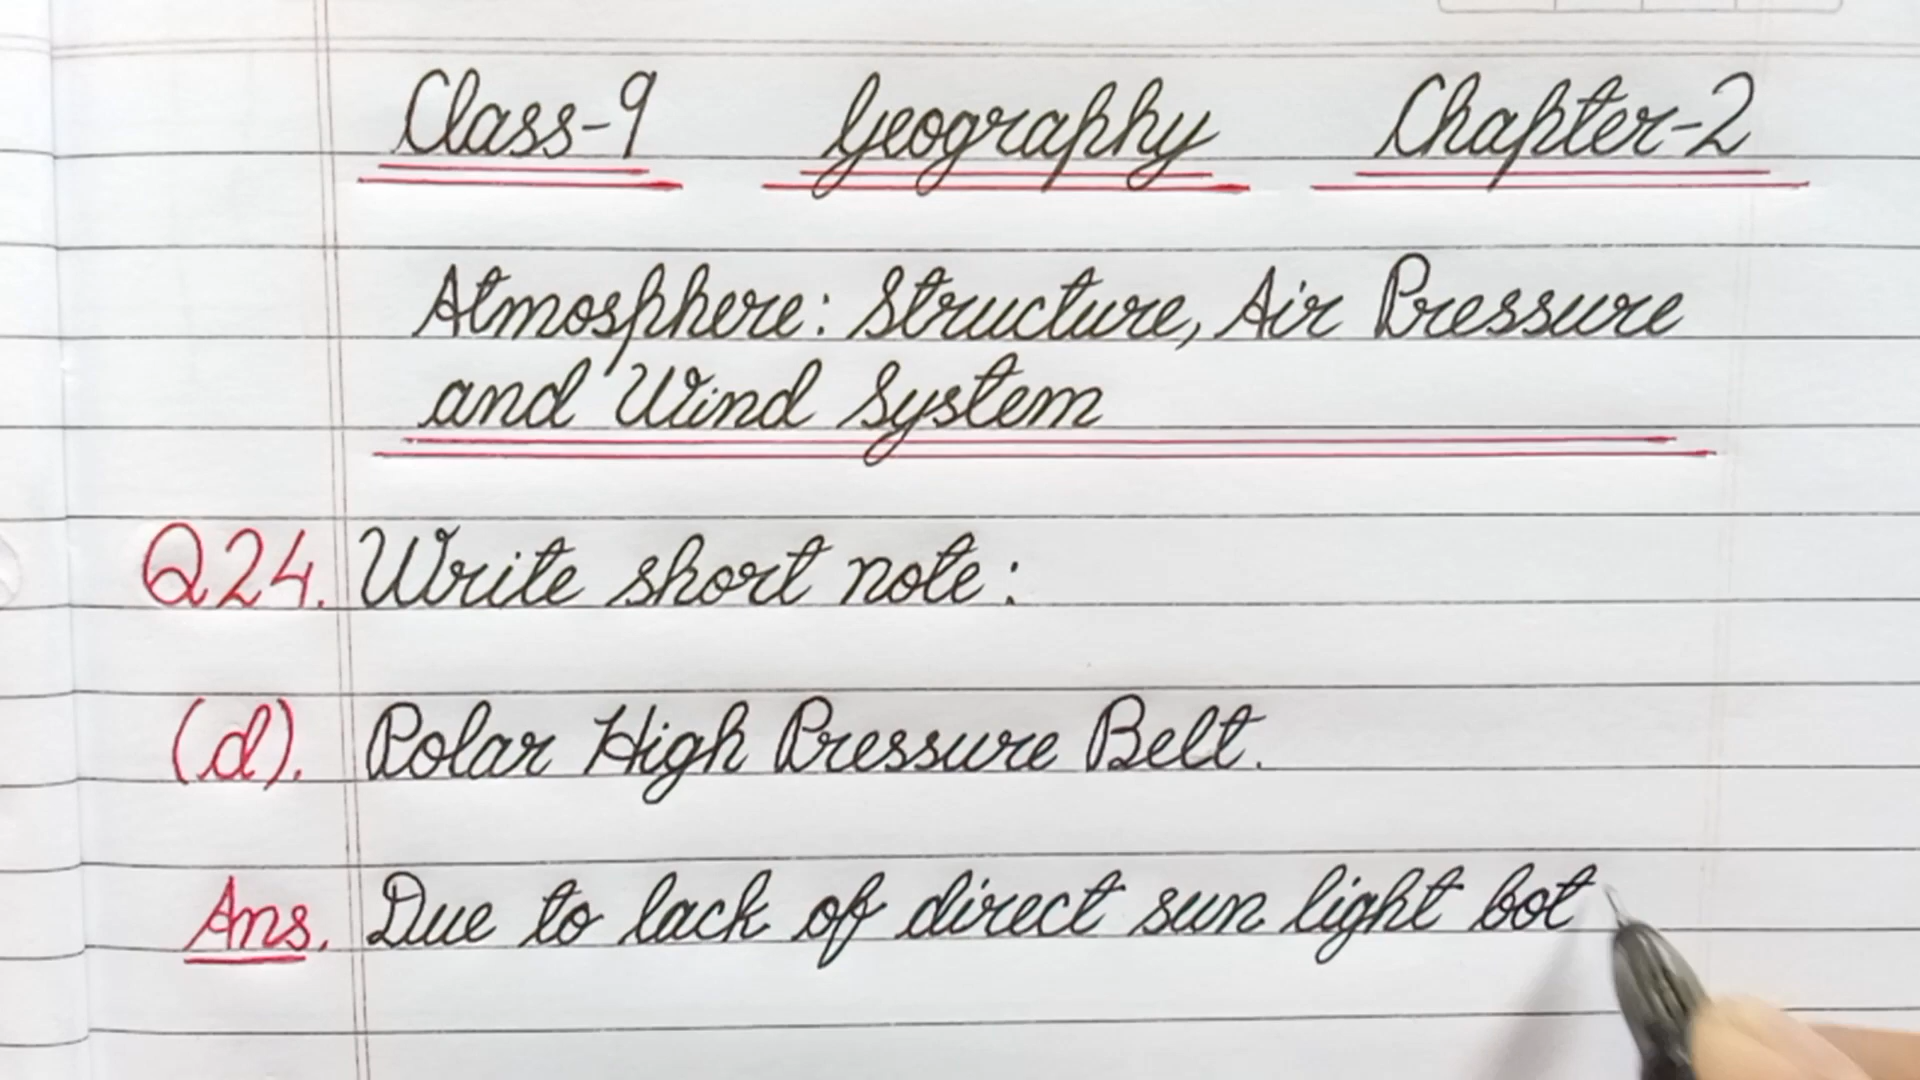 Class-9 Geography Chapter-2
Atmosphere: Structure, Air Pressure
and Wind System
Q.24. Write short note:
(d). Polar High Pressure Belt.
Ans. Due to lack of direct sun light bot